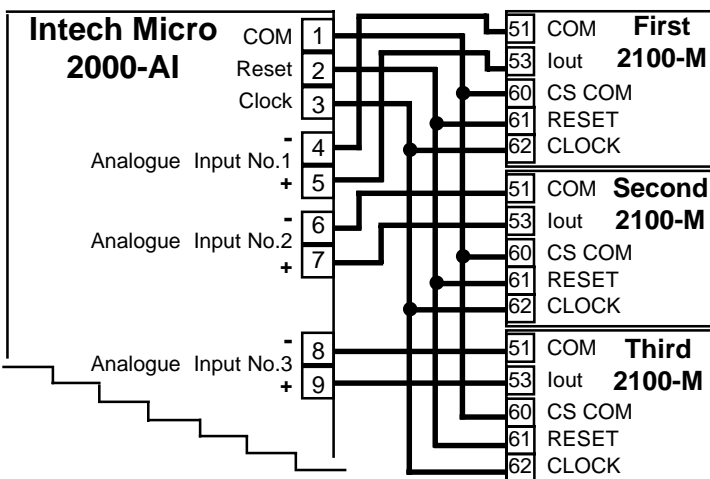 Intech Micro
2000-AI
COM 1
Reset 2
Clock 3
- 4
Analogue Input No.1
+ 5
- 6
Analogue Input No.2
+ 7
- 8
Analogue Input No.3
+ 9
First
2100-M
51 COM
53 Iout
60 CS COM
61 RESET
62 CLOCK
Second
2100-M
51 COM
53 Iout
60 CS COM
61 RESET
62 CLOCK
Third
2100-M
51 COM
53 Iout
60 CS COM
61 RESET
62 CLOCK